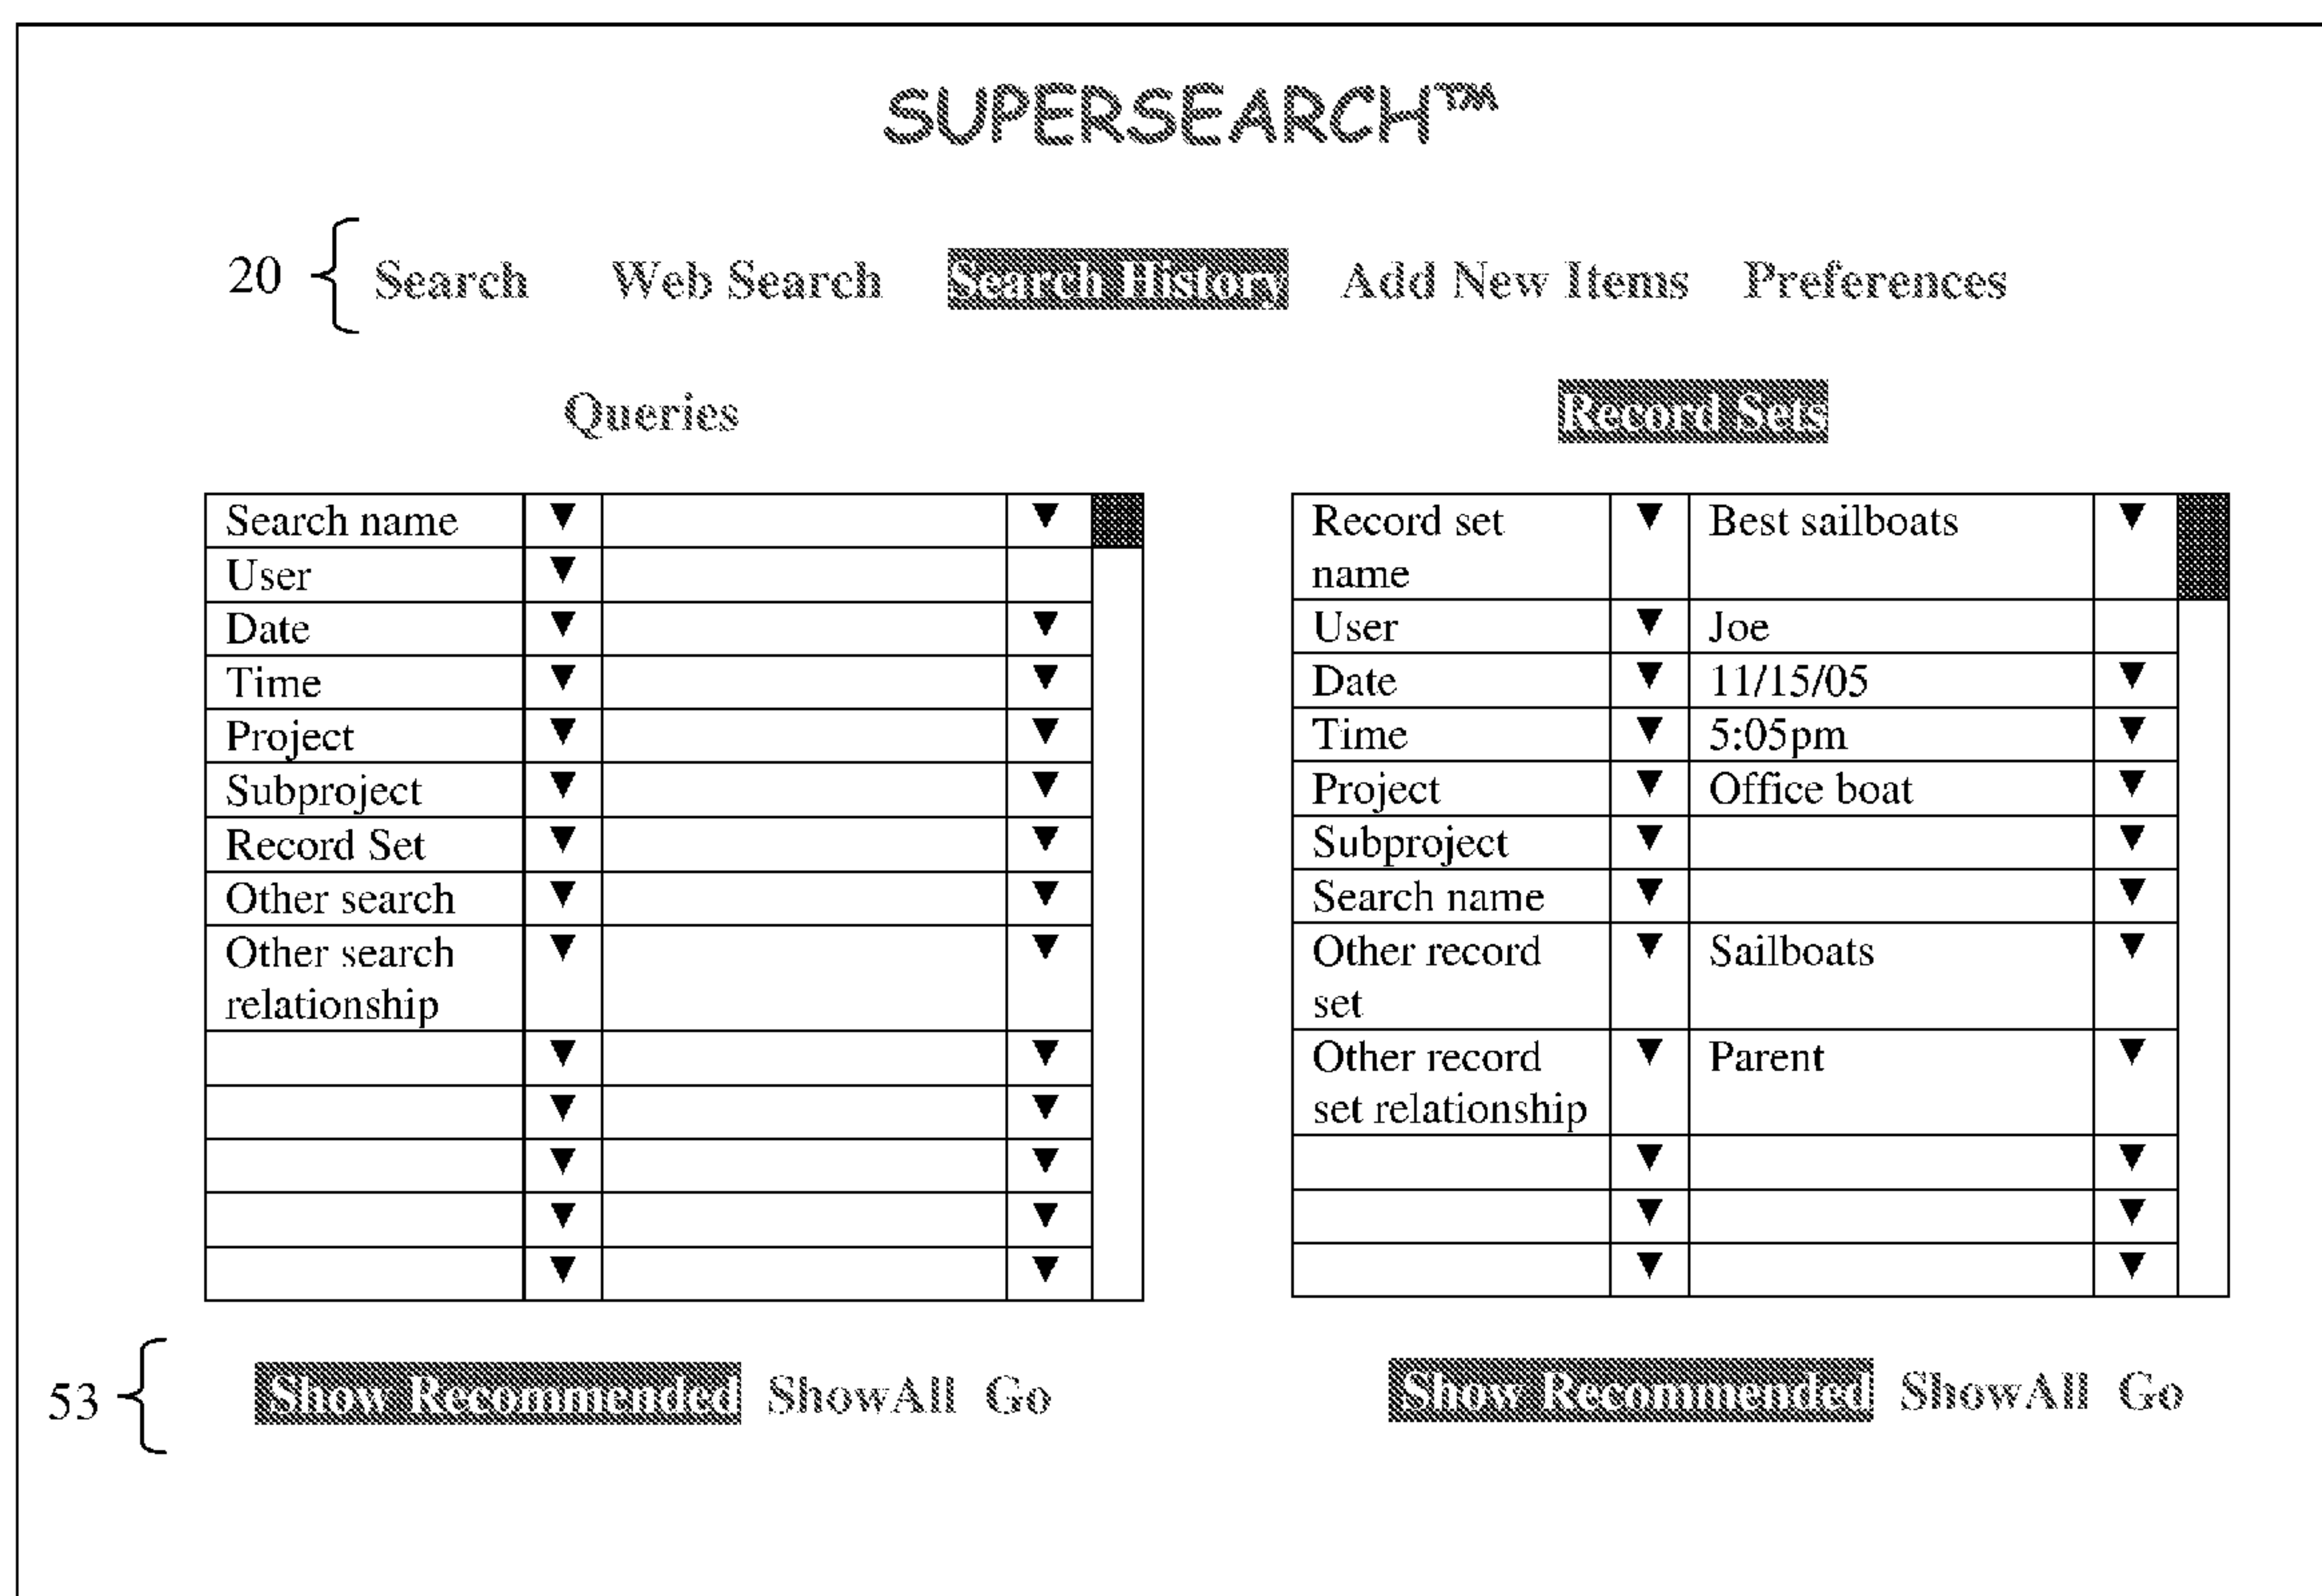 SUPERSEARCH™
20 Search Web Search Search History Add New Items Preferences
Queries
Search name ▼ ▼
User ▼
Date ▼ ▼
Time ▼ ▼
Project ▼ ▼
Subproject ▼ ▼
Record Set ▼ ▼
Other search ▼ ▼
Other search ▼ ▼
relationship
▼ ▼
▼ ▼
▼ ▼
▼ ▼
▼ ▼
Record Sets
Record set ▼ Best sailboats ▼
name
User ▼ Joe
Date ▼ 11/15/05 ▼
Time ▼ 5:05pm ▼
Project ▼ Office boat ▼
Subproject ▼ ▼
Search name ▼ ▼
Other record ▼ Sailboats ▼
set
Other record ▼ Parent ▼
set relationship
▼ ▼
▼ ▼
▼ ▼
53 Show Recommended ShowAll Go
Show Recommended ShowAll Go